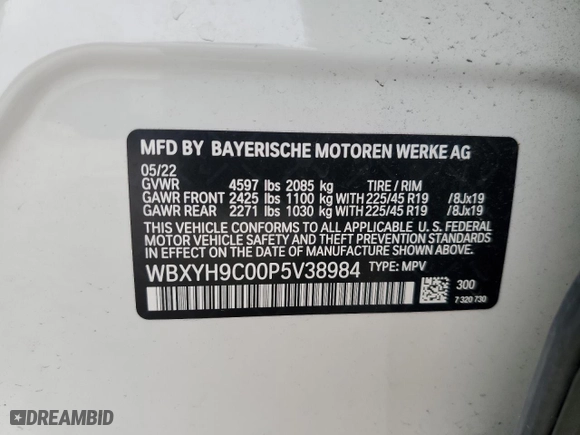 MFD BY BAYERISCHE MOTOREN WERKE AG
05/22
GVWR 4597 lbs 2085 kg TIRE / RIM
GAWR FRONT 2425 lbs 1100 kg WITH 225/45 R19 /8Jx19
GAWR REAR 2271 lbs 1030 kg WITH 225/45 R19 /8Jx19
THIS VEHICLE CONFORMS TO ALL APPLICABLE U. S. FEDERAL
MOTOR VEHICLE SAFETY AND THEFT PREVENTION STANDARDS
IN EFFECT ON THE DATE OF MANUFACTURE SHOWN ABOVE.
WBXYH9C00P5V38984 TYPE: MPV
300
7 320 730
DREAMBID